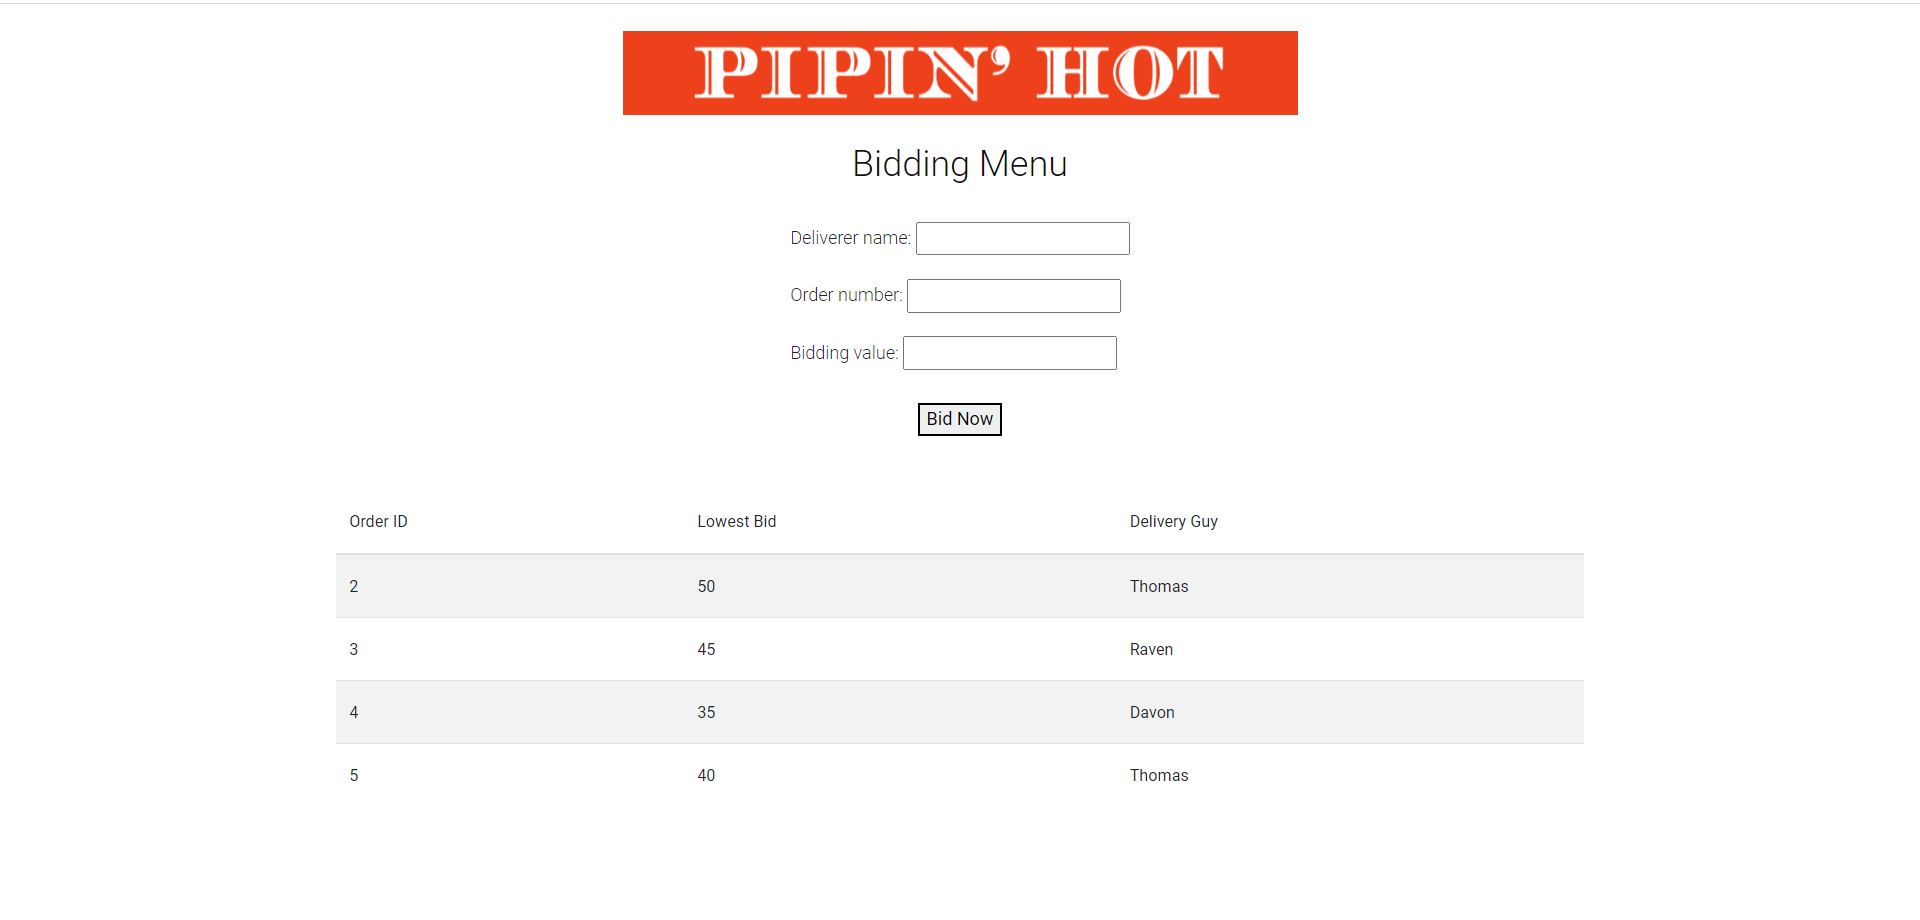 PIPIN' HOT
Bidding Menu
Deliverer name:
Order number:
Bidding value:
Bid Now
Order ID Lowest Bid Delivery Guy
2 50 Thomas
3 45 Raven
4 35 Davon
5 40 Thomas